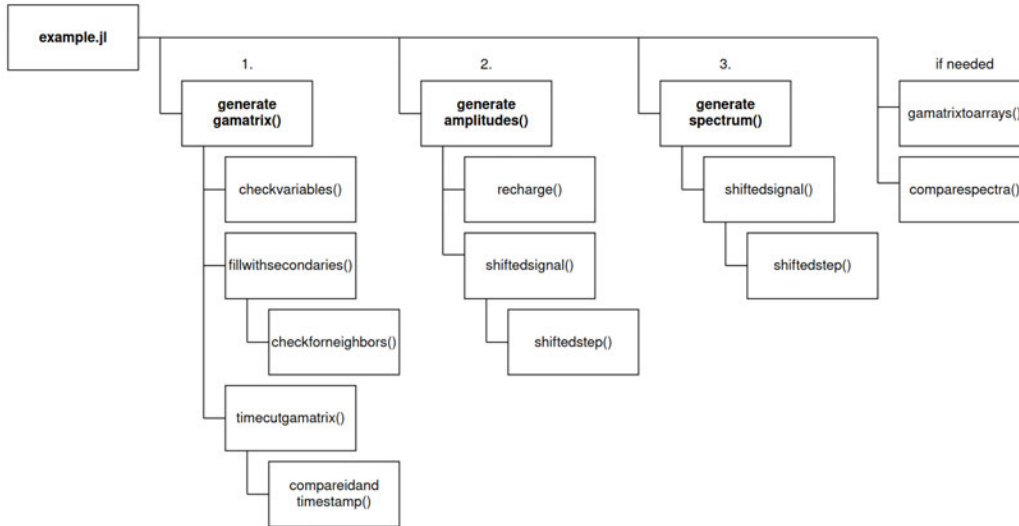 example.jl
1.
2.
3.
if needed
generate
gamatrix()
generate
amplitudes()
generate
spectrum()
gamatrixtoarrays()
checkvariables()
recharge()
shiftedsignal()
comparespectra()
fillwithsecondaries()
shiftedsignal()
shiftedstep()
checkforneighbors()
shiftedstep()
timecutgamatrix()
compareidand
timestamp()